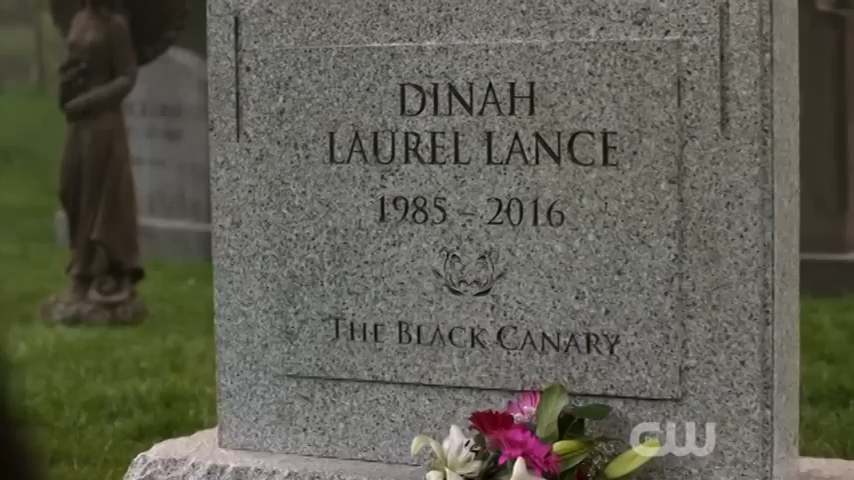 DINAH
LAUREL LANCE
1985 – 2016
THE BLACK CANARY
CW